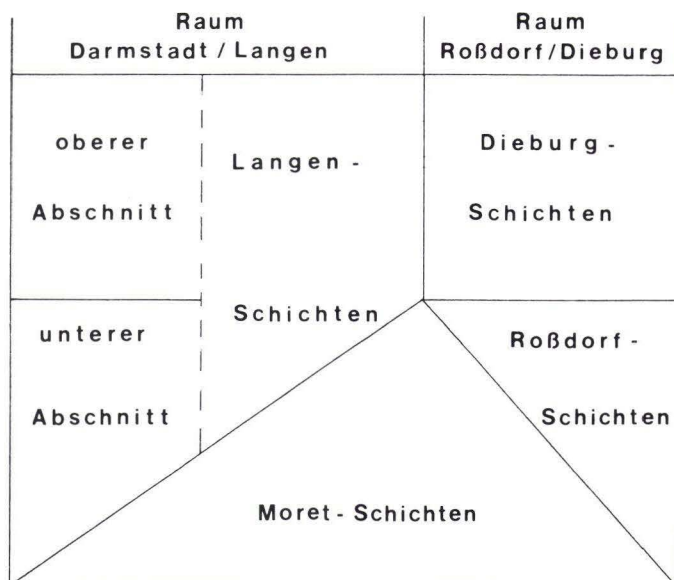 Raum
Darmstadt / Langen
Raum
Roßdorf/Dieburg
oberer
Abschnitt
Langen -
Schichten
Dieburg -
Schichten
unterer
Abschnitt
Roßdorf -
Schichten
Moret - Schichten